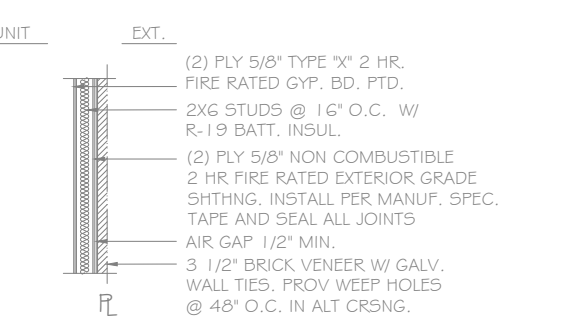 UNIT
EXT.
(2) PLY 5/8" TYPE "X" 2 HR.
FIRE RATED GYP. BD. PTD.
2X6 STUDS @ 16" O.C. W/
R-19 BATT. INSUL.
(2) PLY 5/8" NON COMBUSTIBLE
2 HR FIRE RATED EXTERIOR GRADE
SHTHNG. INSTALL PER MANUF. SPEC.
TAPE AND SEAL ALL JOINTS
AIR GAP 1/2" MIN.
3 1/2" BRICK VENEER W/ GALV.
WALL TIES. PROV WEEP HOLES
@ 48" O.C. IN ALT CRSNG.
PL